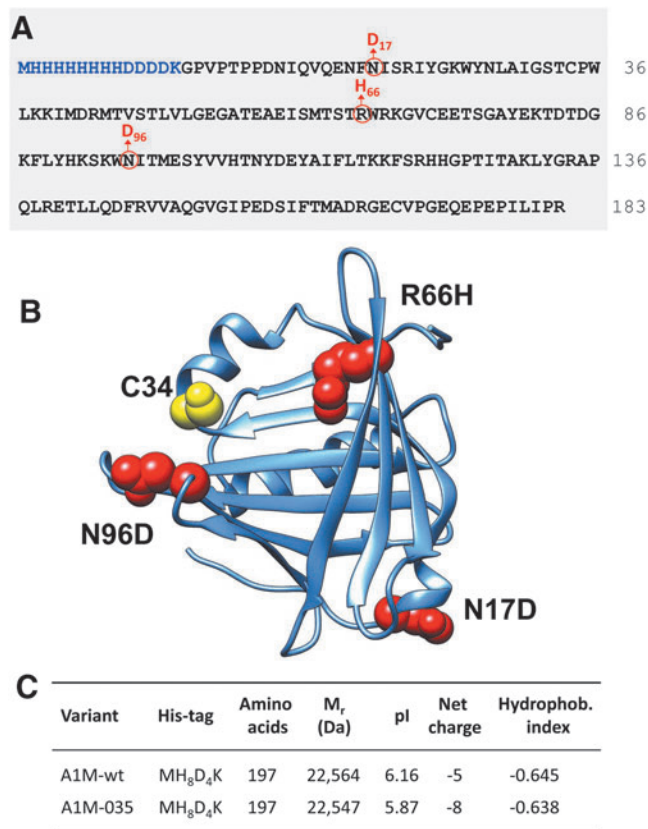 A
D17
MHHHHHHHHDDDDKGPVPTPPDNIQVQENFNISRIYGKWYNLAIGSTCPW 36
H66
LKKIMDRMTVSTLVLGEGATEAEISMTSTRWRKGVCEETSGAYEKTDTDG 86
D96
KFLYHKSKWNITMESYVVHTNYDEYAIFLTKKFSRHHGPTITAKLYGRAP 136
QLRETLLQDFRVVAQGVGIPEDSIFTMADRGECVPGEQEPEPILIPR 183
B
R66H
C34
N96D
N17D
C
Variant His-tag Amino acids Mr (Da) pI Net charge Hydrophob. index
A1M-wt MH8D4K 197 22,564 6.16 -5 -0.645
A1M-035 MH8D4K 197 22,547 5.87 -8 -0.638